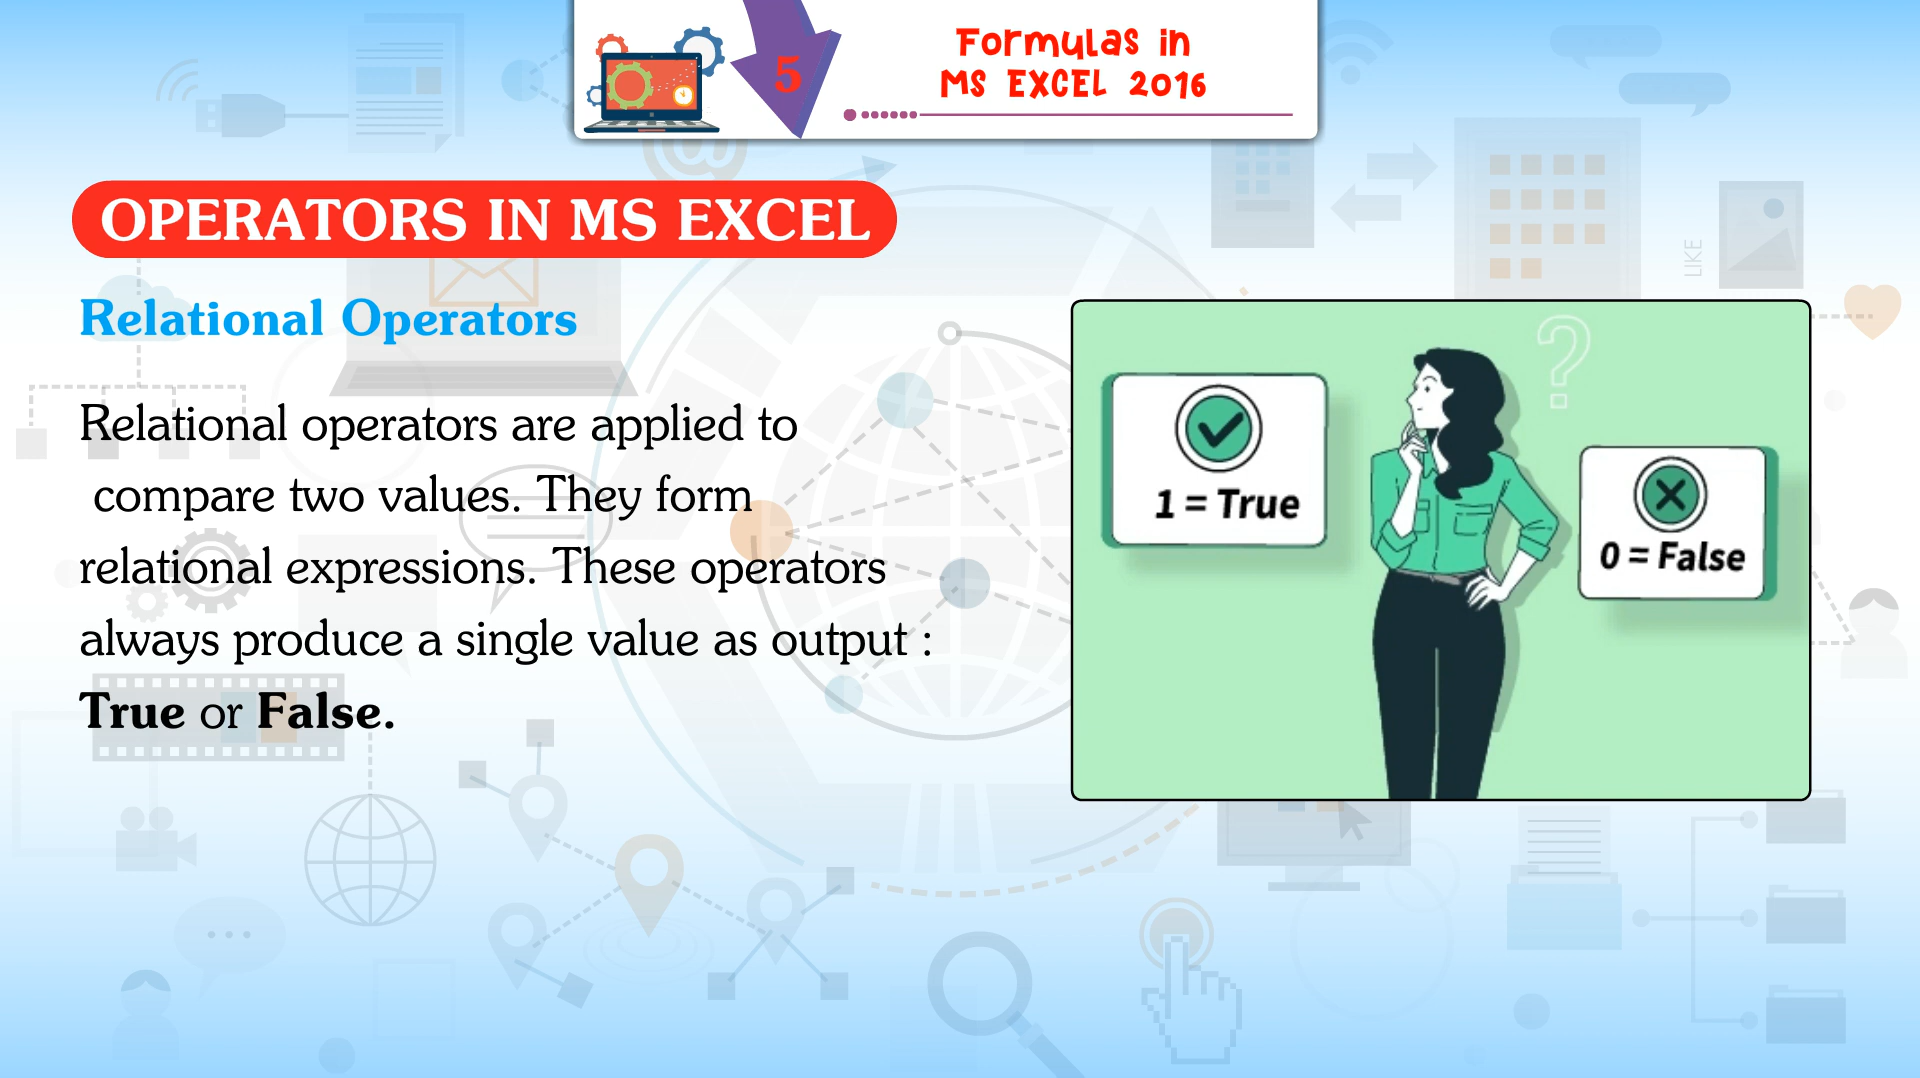 5
Formulas in
MS EXCEL 2016
OPERATORS IN MS EXCEL
Relational Operators
Relational operators are applied to
compare two values. They form
relational expressions. These operators
always produce a single value as output :
True or False.
?
1 = True
0 = False
@
LIKE